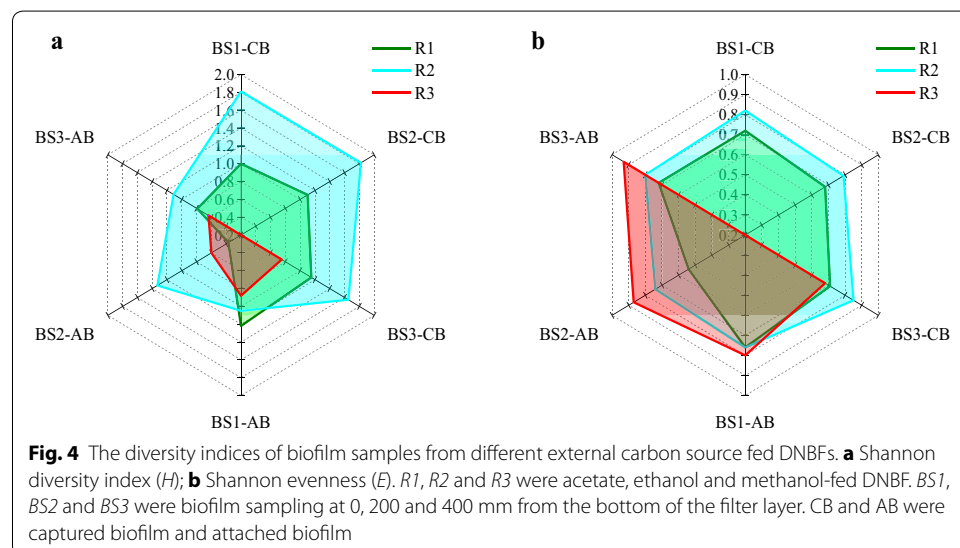 a
BS1-CB
R1
R2
R3
2.0
1.8
1.6
1.4
1.2
1.0
0.8
0.6
0.4
0.2
BS3-AB
BS2-CB
BS2-AB
BS3-CB
BS1-AB
b
BS1-CB
R1
R2
R3
1.0
0.9
0.8
0.7
0.6
0.5
0.4
0.3
0.2
BS3-AB
BS2-CB
BS2-AB
BS3-CB
BS1-AB
Fig. 4 The diversity indices of biofilm samples from different external carbon source fed DNBFs. a Shannon
diversity index (H); b Shannon evenness (E). R1, R2 and R3 were acetate, ethanol and methanol-fed DNBF. BS1,
BS2 and BS3 were biofilm sampling at 0, 200 and 400 mm from the bottom of the filter layer. CB and AB were
captured biofilm and attached biofilm